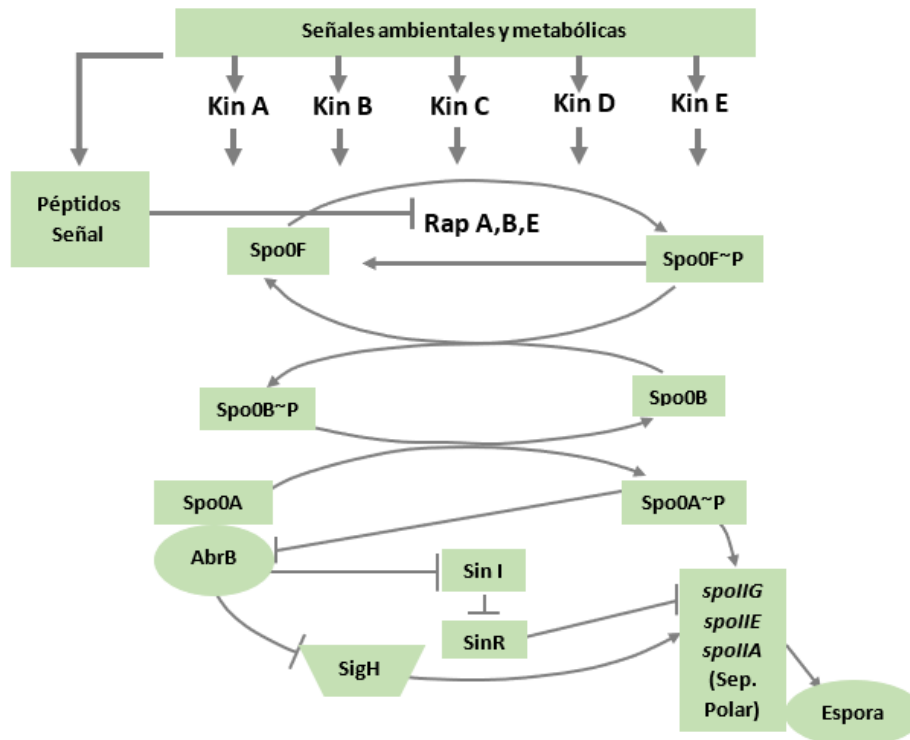 Señales ambientales y metabólicas
Kin A
Kin B
Kin C
Kin D
Kin E
Péptidos
Señal
Rap A,B,E
Spo0F
Spo0F~P
Spo0B~P
Spo0B
Spo0A
Spo0A~P
AbrB
Sin I
SinR
SigH
spoIIG
spoIIE
spoIIA
(Sep.
Polar)
Espora